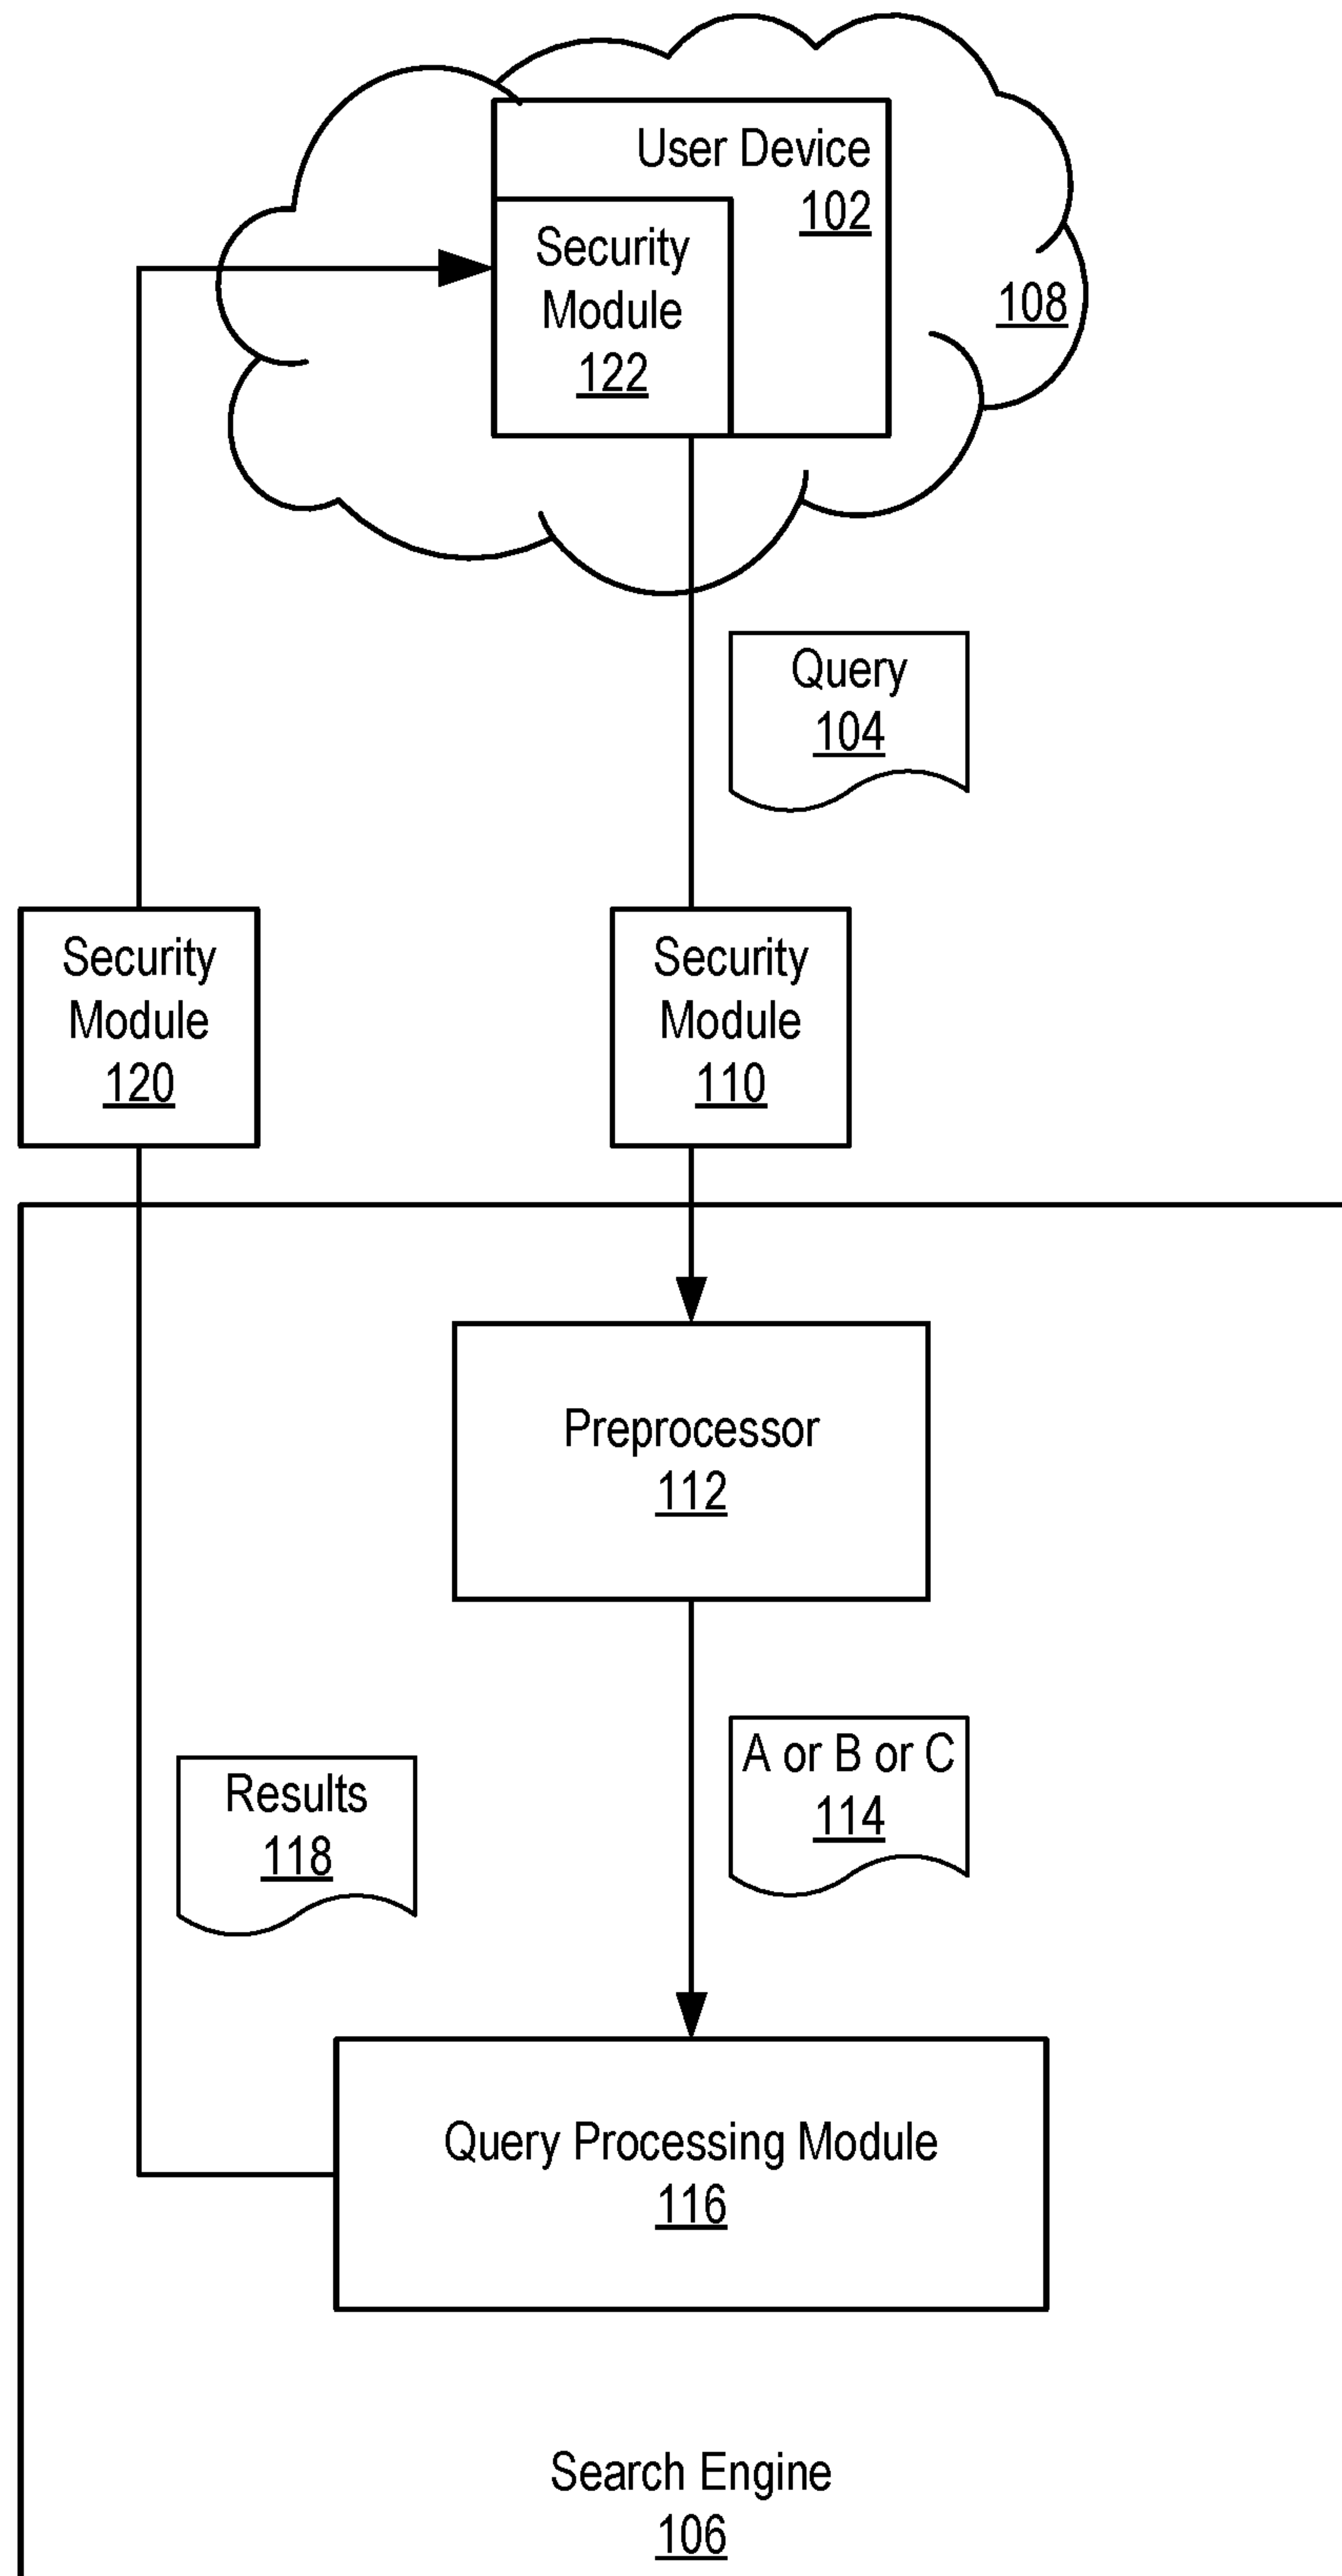 User Device
102
Security
Module
122
108
Query
104
Security
Module
120
Security
Module
110
Preprocessor
112
A or B or C
114
Results
118
Query Processing Module
116
Search Engine
106